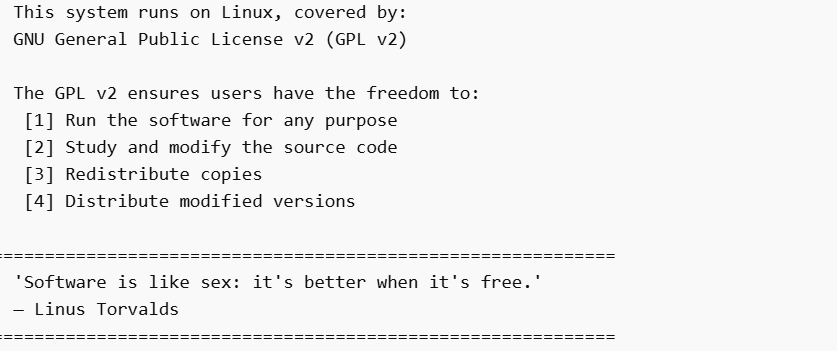 This system runs on Linux, covered by:
GNU General Public License v2 (GPL v2)
The GPL v2 ensures users have the freedom to:
[1] Run the software for any purpose
[2] Study and modify the source code
[3] Redistribute copies
[4] Distribute modified versions
============================================================
'Software is like sex: it's better when it's free.'
— Linus Torvalds
============================================================